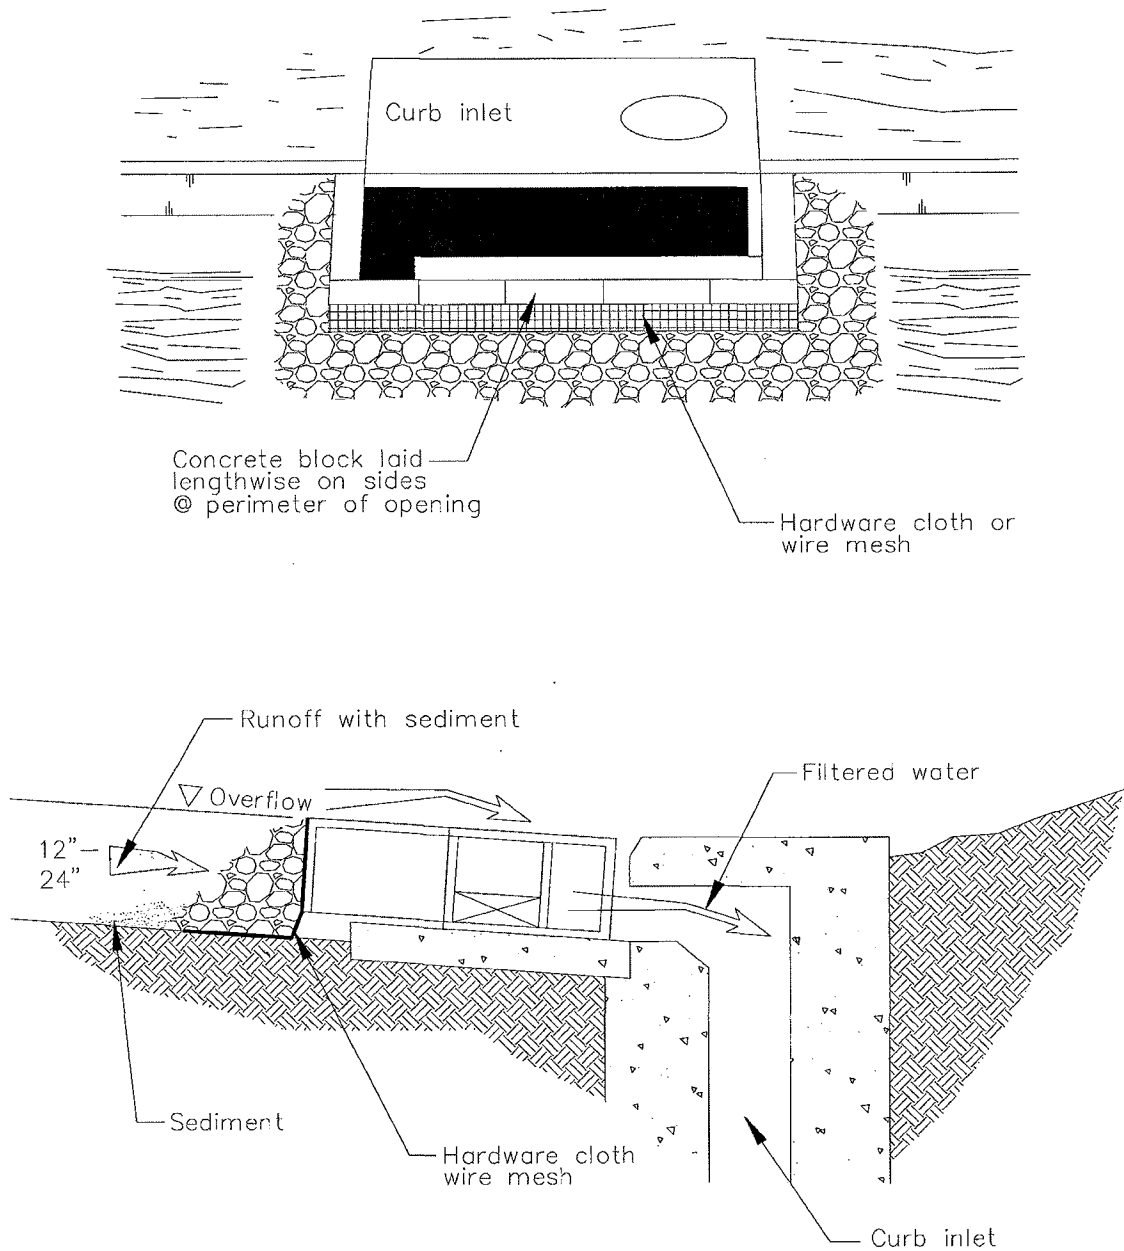 Curb inlet
Concrete block laid
lengthwise on sides
@ perimeter of opening
Hardware cloth or
wire mesh
Runoff with sediment
Overflow
Filtered water
12"
24"
Sediment
Hardware cloth
wire mesh
Curb inlet